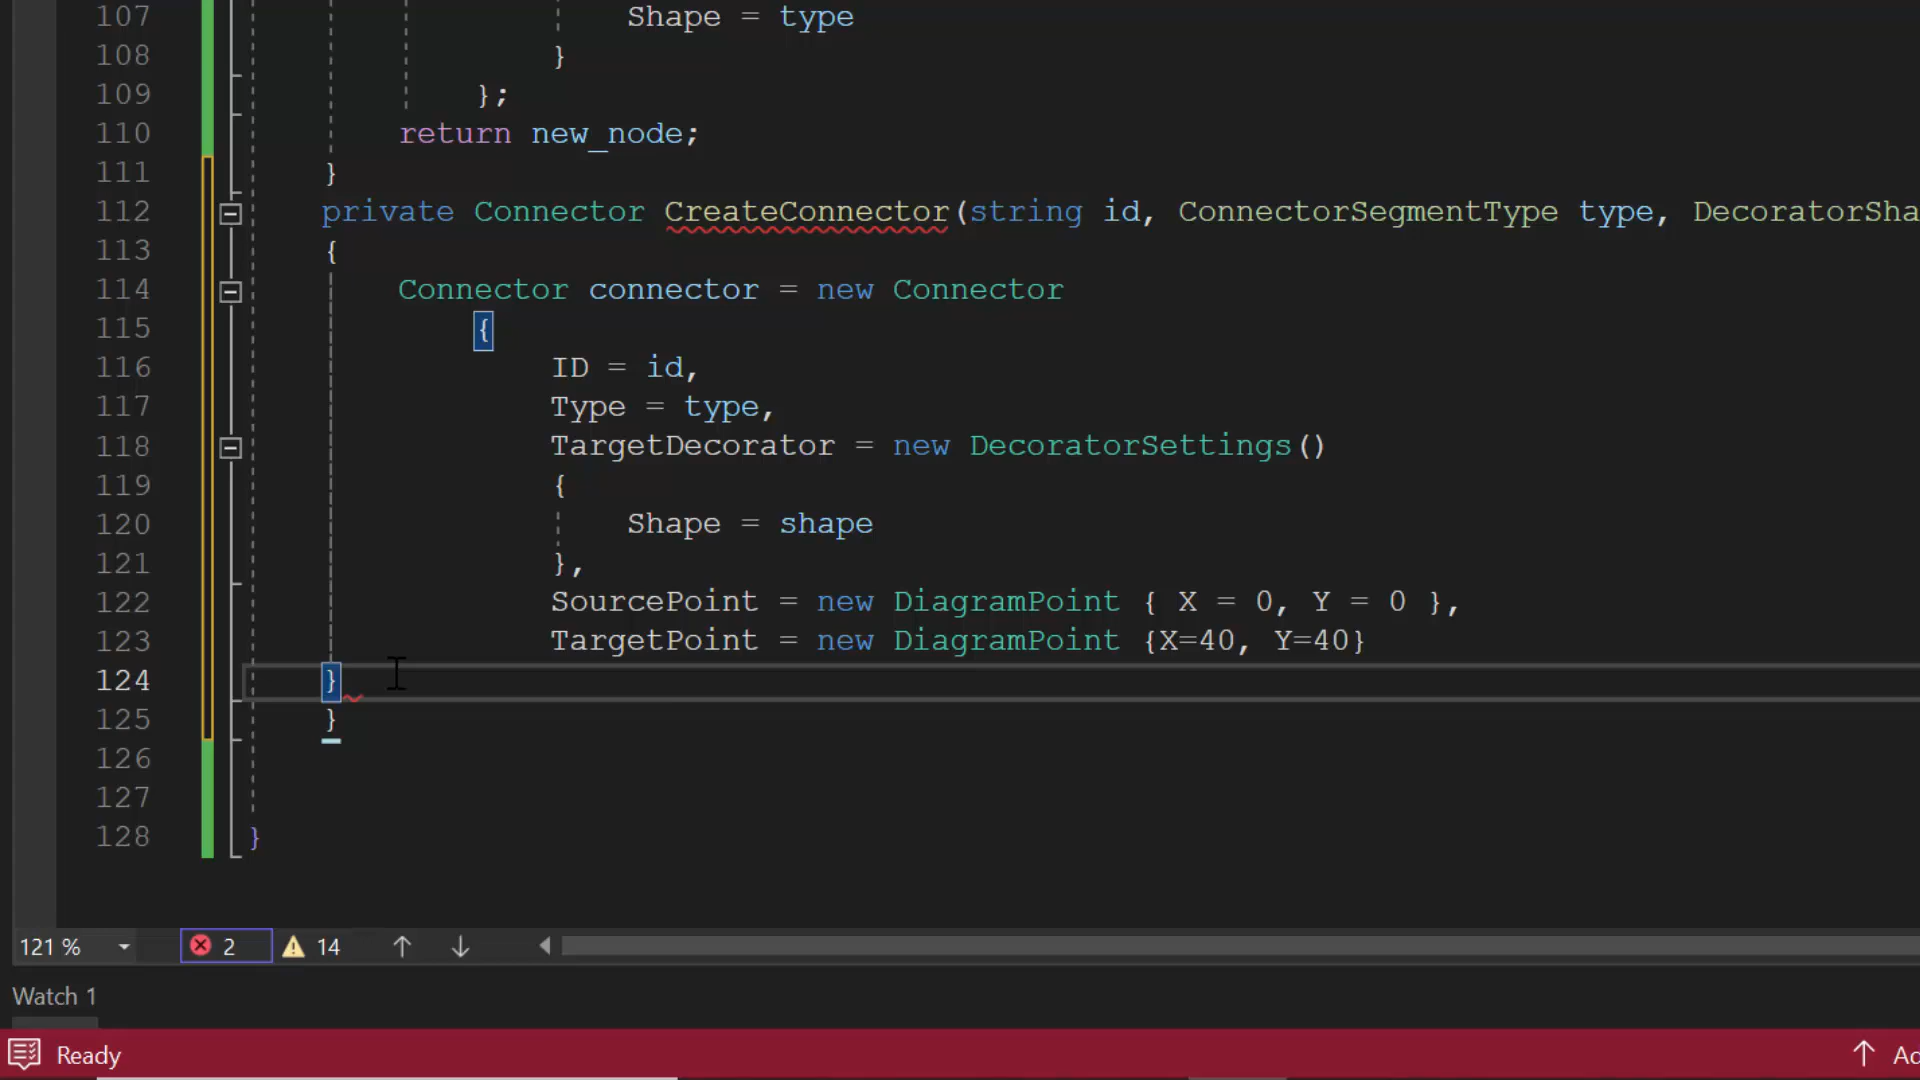 107 Shape = type
108 }
109 };
110 return new_node;
111 }
112 private Connector CreateConnector(string id, ConnectorSegmentType type, DecoratorSha
113 {
114 Connector connector = new Connector
115 {
116 ID = id,
117 Type = type,
118 TargetDecorator = new DecoratorSettings()
119 {
120 Shape = shape
121 },
122 SourcePoint = new DiagramPoint { X = 0, Y = 0 },
123 TargetPoint = new DiagramPoint {X=40, Y=40}
124 }
125 }
126
127
128 }
121 % 2 14
Watch 1
Ready Ad